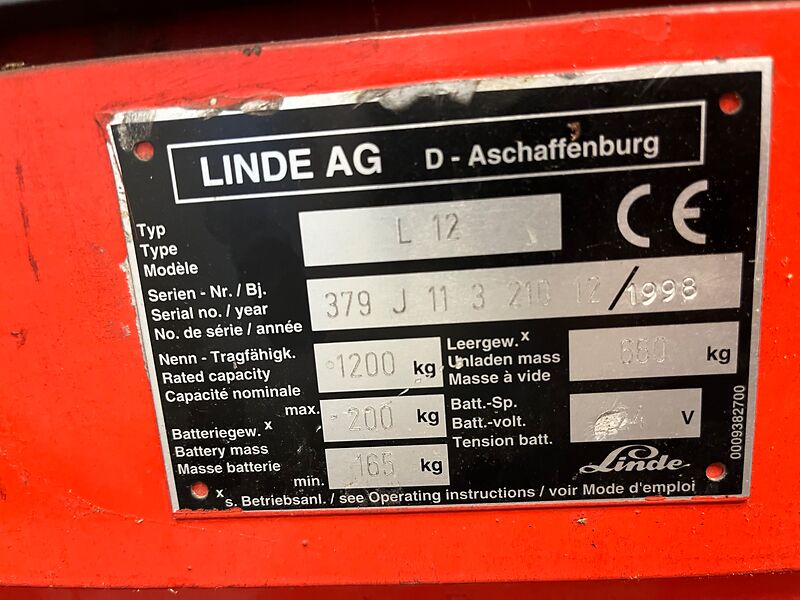 LINDE AG D - Aschaffenburg
Typ
Type
Modèle
L 12
CE
Serien - Nr. / Bj.
Serial no. / year
No. de série / année
379 J 11 3 210 12 / 1998
Nenn - Tragfähigk.
Rated capacity
Capacité nominale
1200 kg
Leergew. x
Unladen mass
Masse à vide
kg
Batteriegew. x
Battery mass
Masse batterie
max. 200 kg
min. 165 kg
Batt.-Sp.
Batt.-volt.
Tension batt.
24 V
Linde
x s. Betriebsanl. / see Operating instructions / voir Mode d'emploi
0009382700